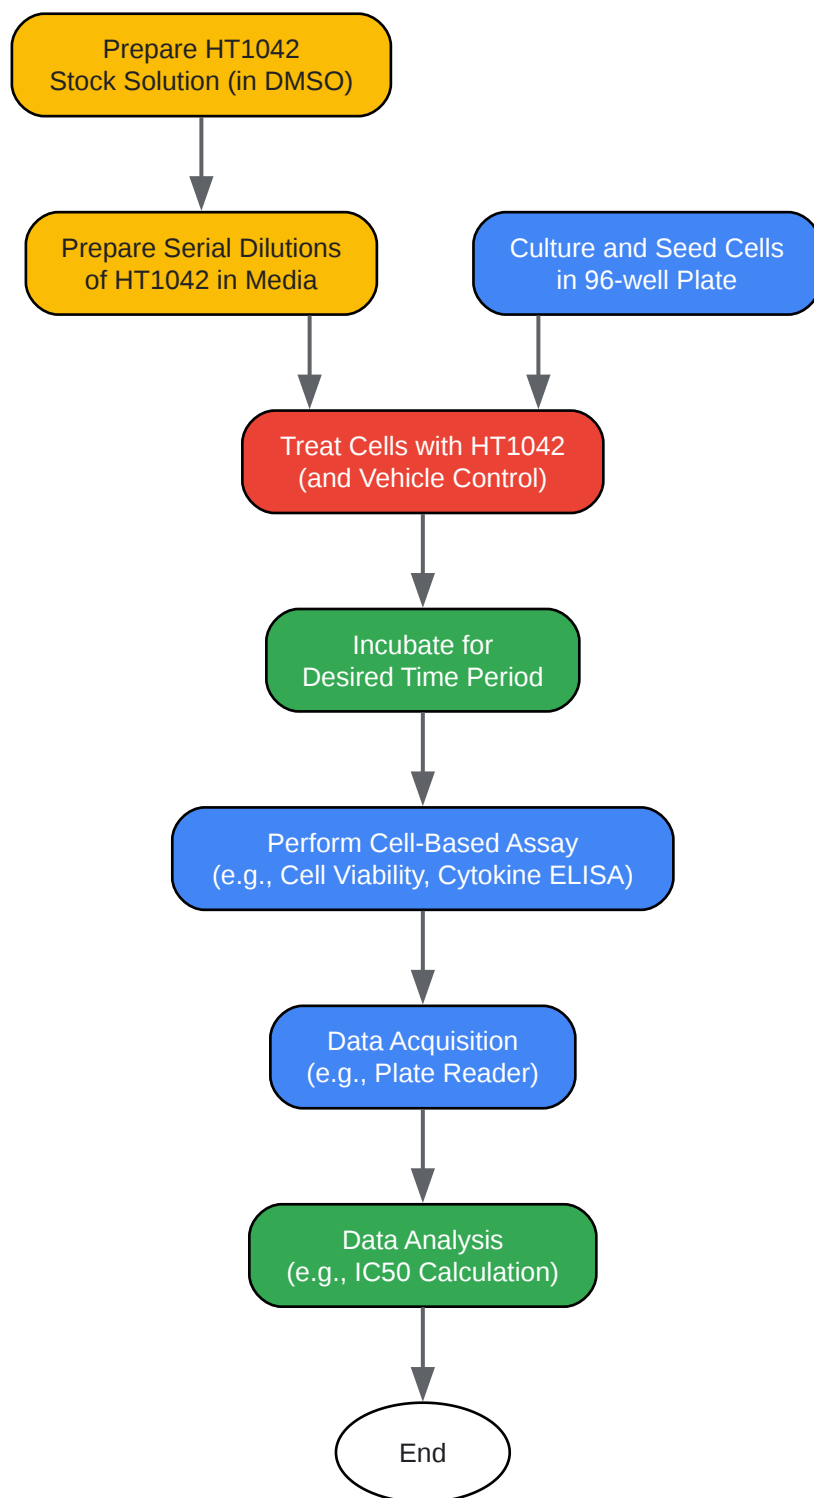 Prepare HT1042
Stock Solution (in DMSO)
Prepare Serial Dilutions
of HT1042 in Media
Culture and Seed Cells
in 96-well Plate
Treat Cells with HT1042
(and Vehicle Control)
Incubate for
Desired Time Period
Perform Cell-Based Assay
(e.g., Cell Viability, Cytokine ELISA)
Data Acquisition
(e.g., Plate Reader)
Data Analysis
(e.g., IC50 Calculation)
End